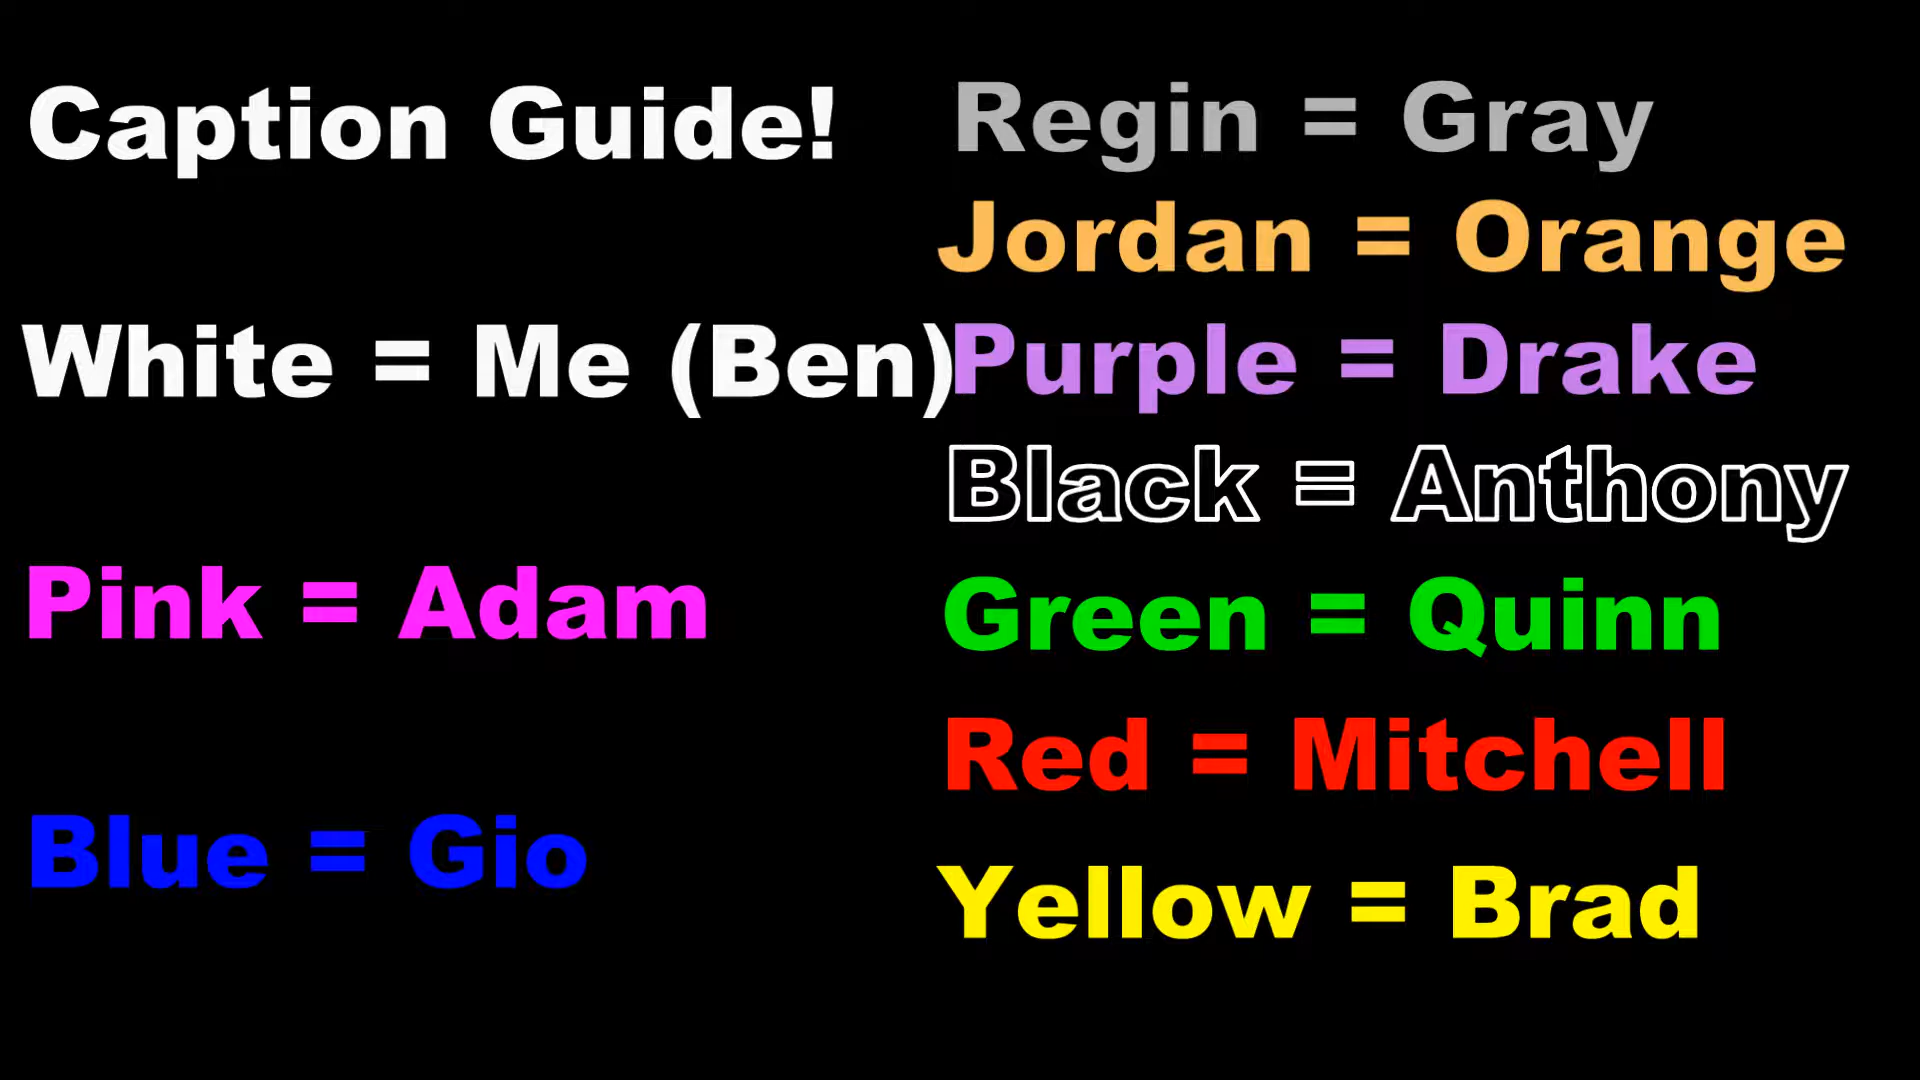 Caption Guide!
White = Me (Ben)
Pink = Adam
Blue = Gio
Regin = Gray
Jordan = Orange
Purple = Drake
Black = Anthony
Green = Quinn
Red = Mitchell
Yellow = Brad